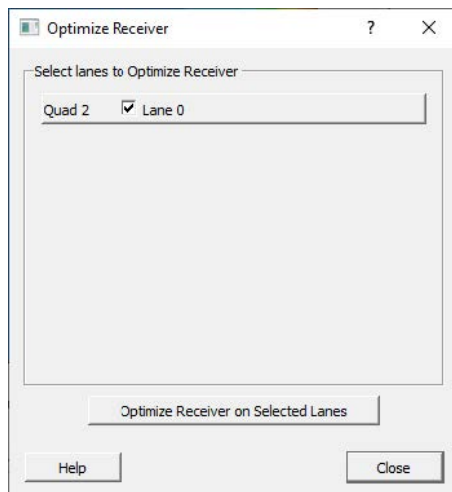 Optimize Receiver ? X
Select lanes to Optimize Receiver
Quad 2 Lane 0
Optimize Receiver on Selected Lanes
Help Close